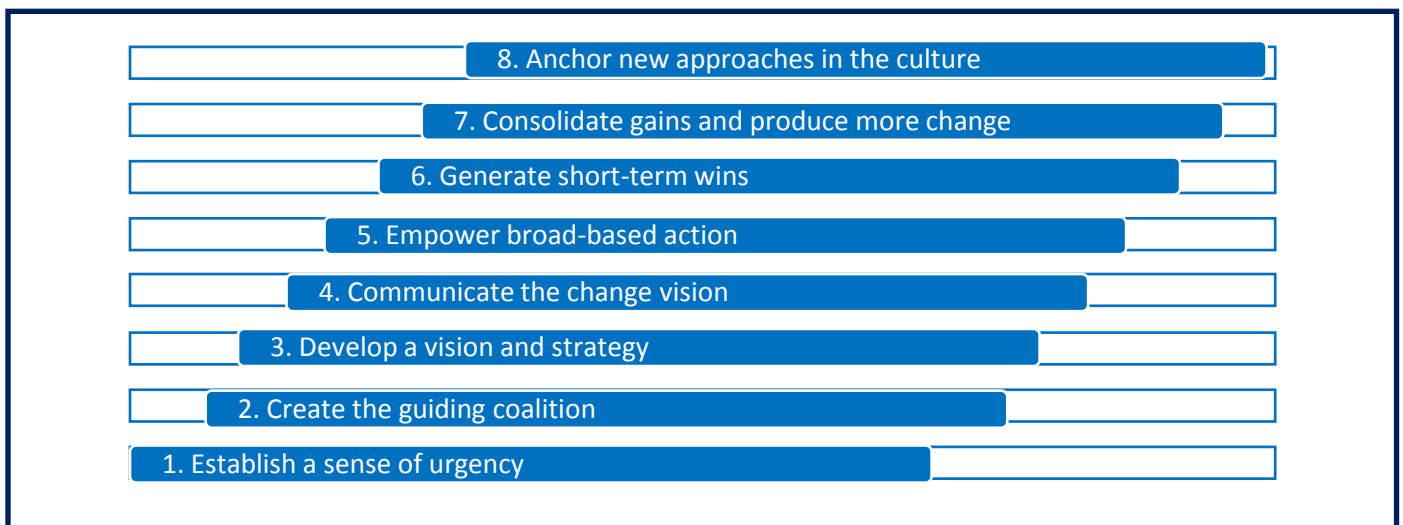 8. Anchor new approaches in the culture
7. Consolidate gains and produce more change
6. Generate short-term wins
5. Empower broad-based action
4. Communicate the change vision
3. Develop a vision and strategy
2. Create the guiding coalition
1. Establish a sense of urgency